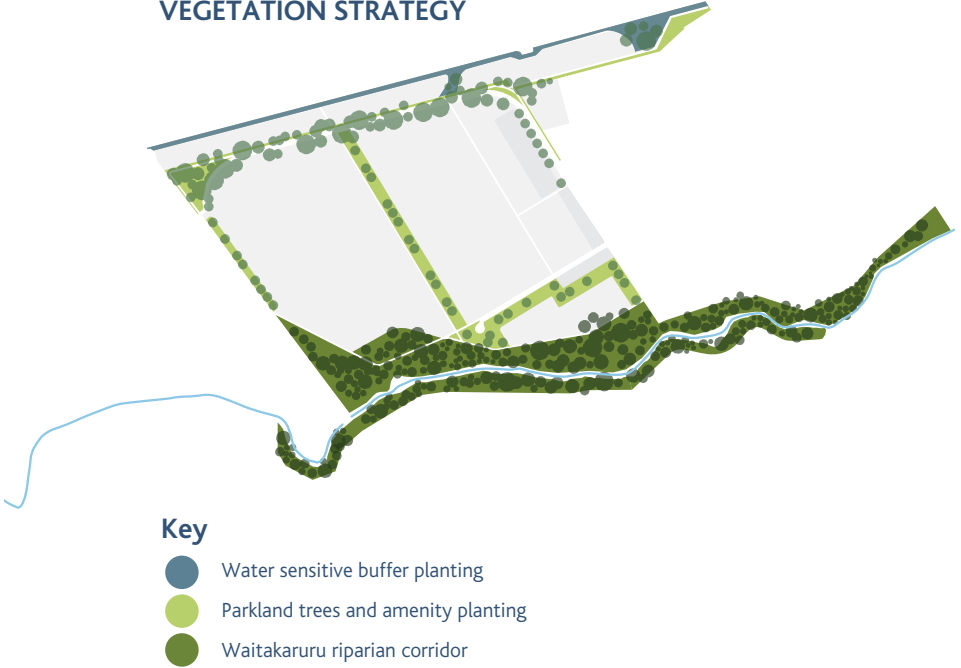 VEGETATION STRATEGY
Key
Water sensitive buffer planting
Parkland trees and amenity planting
Waitakaruru riparian corridor